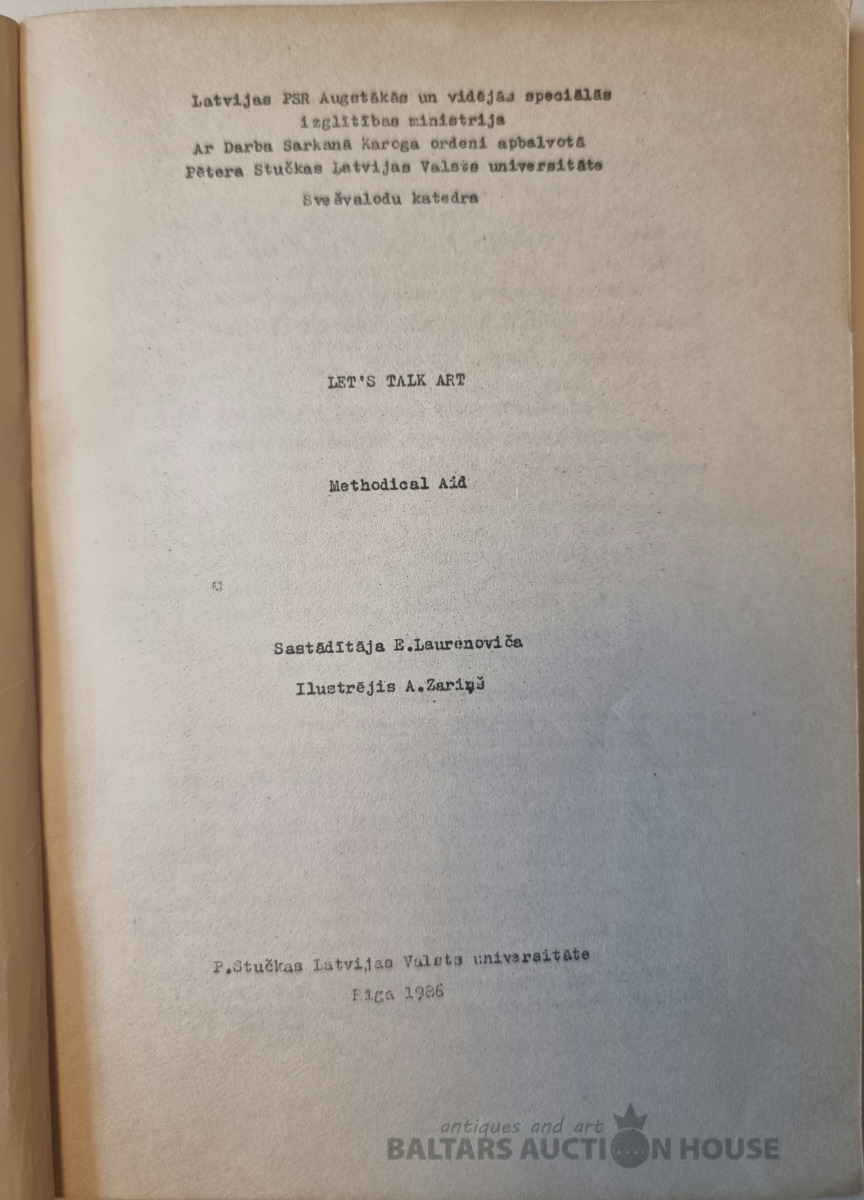 Latvijas PSR Augstākās un vidējās speciālās
izglītības ministrija
Ar Darba Sarkanā Karoga ordeni apbalvotā
Pētera Stučkas Latvijas Valsts universitāte
Svešvalodu katedra
LET'S TALK ART
Methodical Aid
Sastādītāja E.Laurenoviča
Ilustrējis A.Zariņš
P.Stučkas Latvijas Valsts universitāte
Rīga 1986
antiques and art
BALTARS AUCTION HOUSE